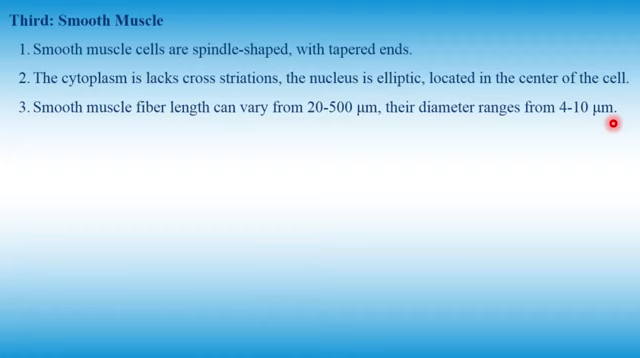 Third: Smooth Muscle
1. Smooth muscle cells are spindle-shaped, with tapered ends.
2. The cytoplasm is lacks cross striations, the nucleus is elliptic, located in the center of the cell.
3. Smooth muscle fiber length can vary from 20-500 μm, their diameter ranges from 4-10 μm.